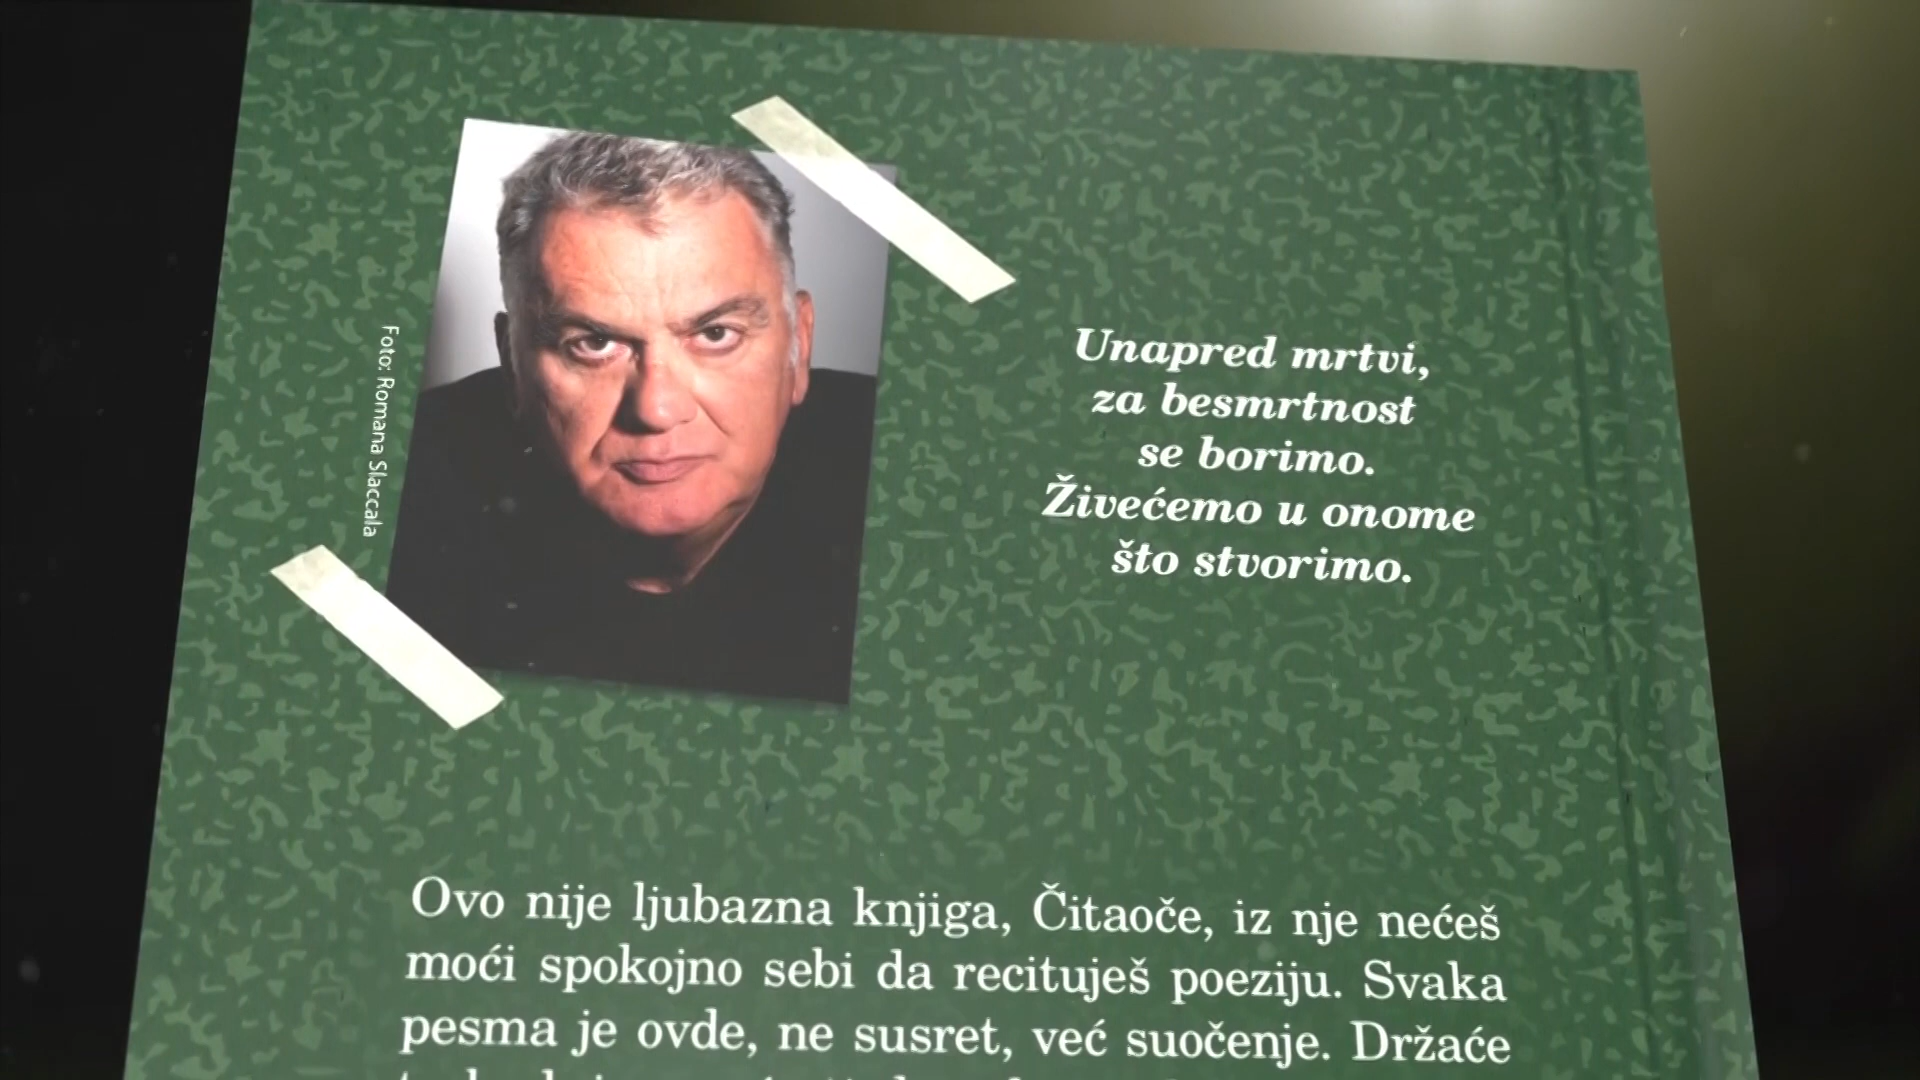 Foto: Romana Slaccala
Unapred mrtvi,
za besmrtnost
se borimo.
Živećemo u onome
što stvorimo.
Ovo nije ljubazna knjiga, Čitaoče, iz nje nećeš
moći spokojno sebi da recituješ poeziju. Svaka
pesma je ovde, ne susret, već suočenje. Držaće